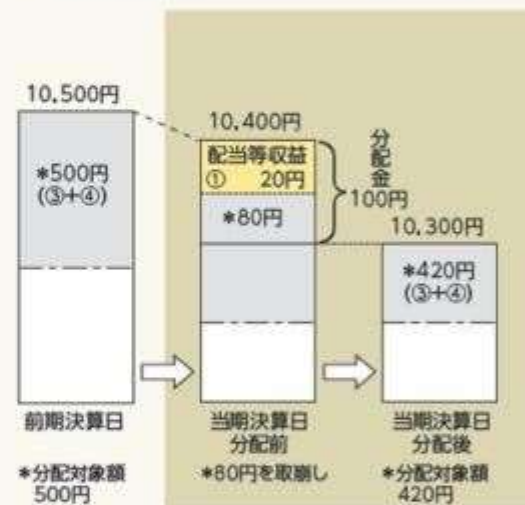 10,500円
*500円
(③+④)
前期決算日
*分配対象額
500円
10,400円
配当等収益
① 20円
*80円
分配金
100円
当期決算日
分配前
*80円を取崩し
10,300円
*420円
(③+④)
当期決算日
分配後
*分配対象額
420円